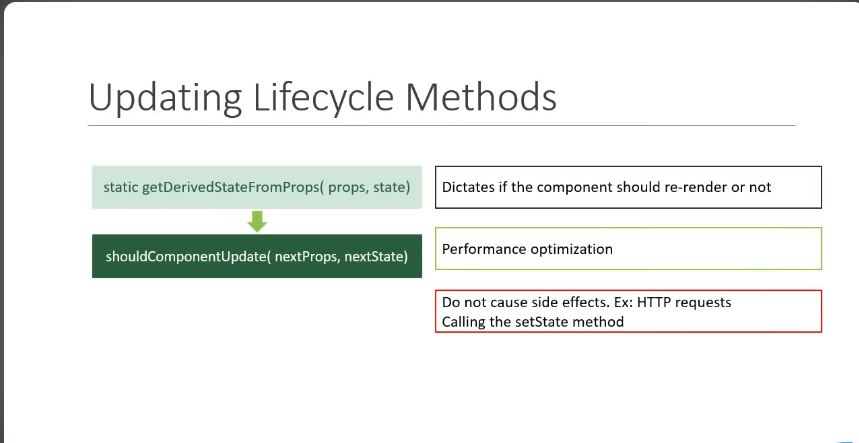 Updating Lifecycle Methods
static getDerivedStateFromProps( props, state)
shouldComponentUpdate( nextProps, nextState)
Dictates if the component should re-render or not
Performance optimization
Do not cause side effects. Ex: HTTP requests
Calling the setState method